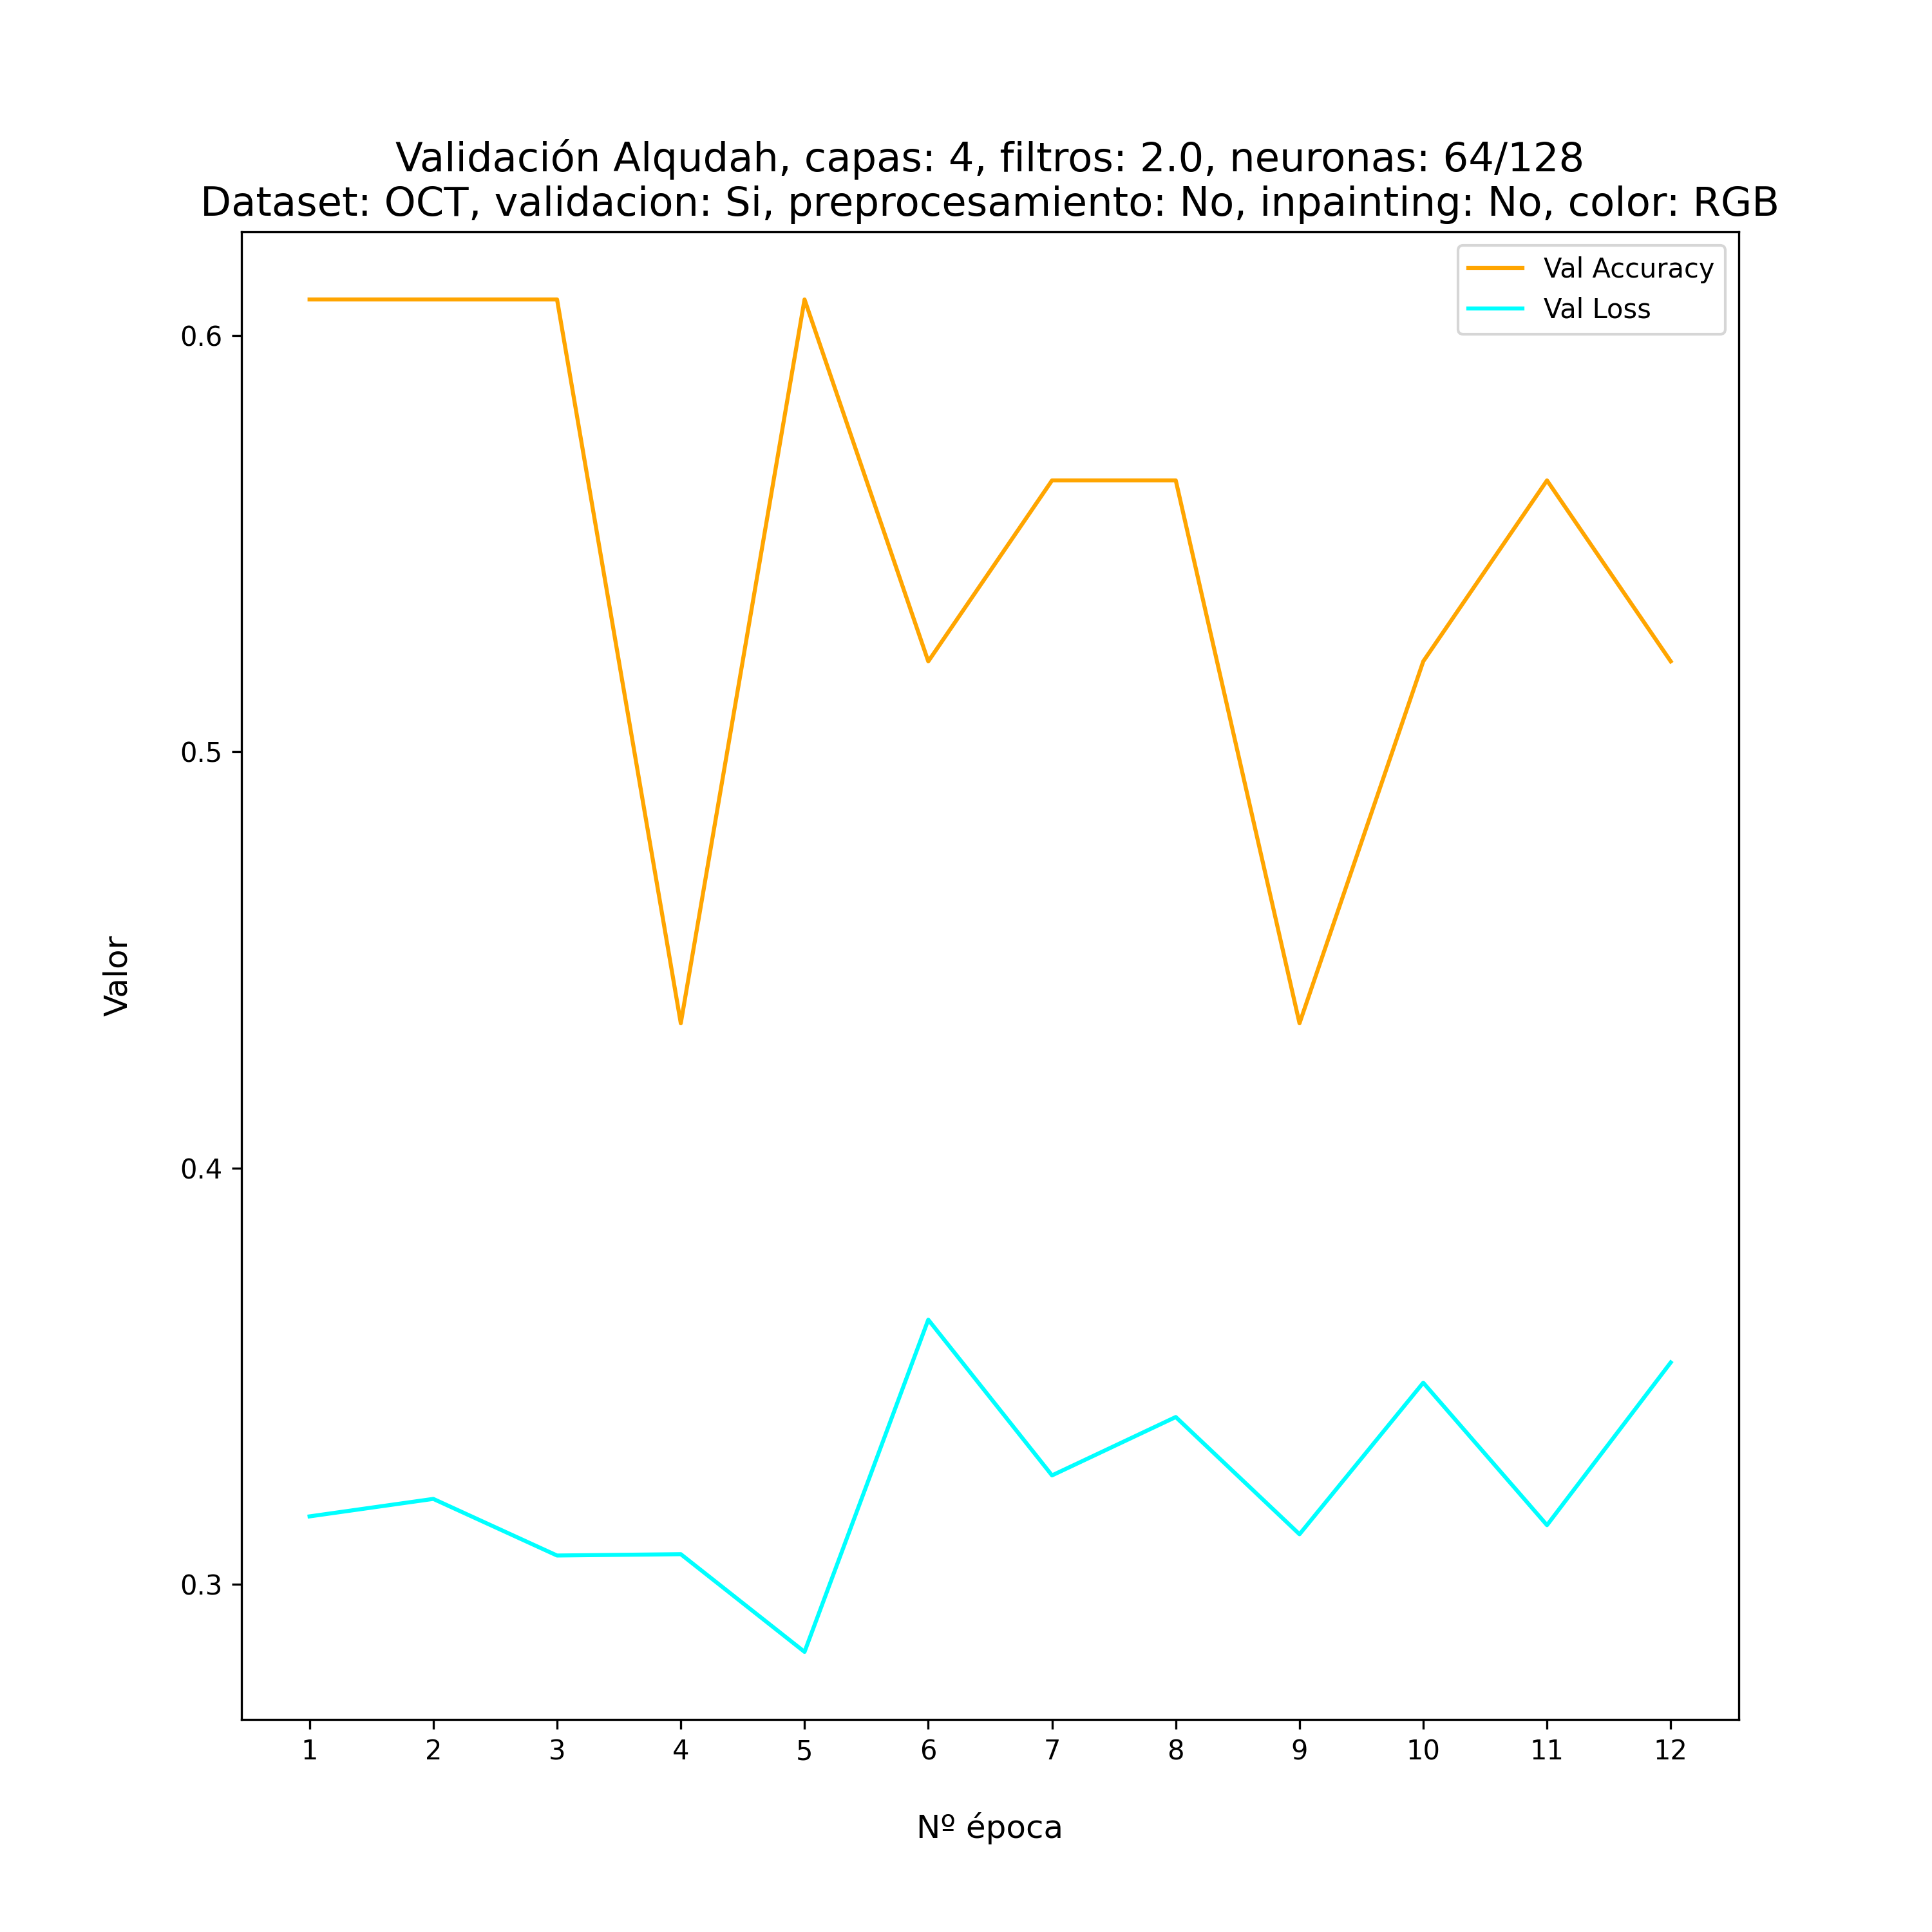 Validación Alqudah, capas: 4, filtros: 2.0, neuronas: 64/128
Dataset: OCT, validacion: Si, preprocesamiento: No, inpainting: No, color: RGB
Val Accuracy
Val Loss
0.6
0.5
0.4
0.3
Valor
1 2 3 4 5 6 7 8 9 10 11 12
Nº época